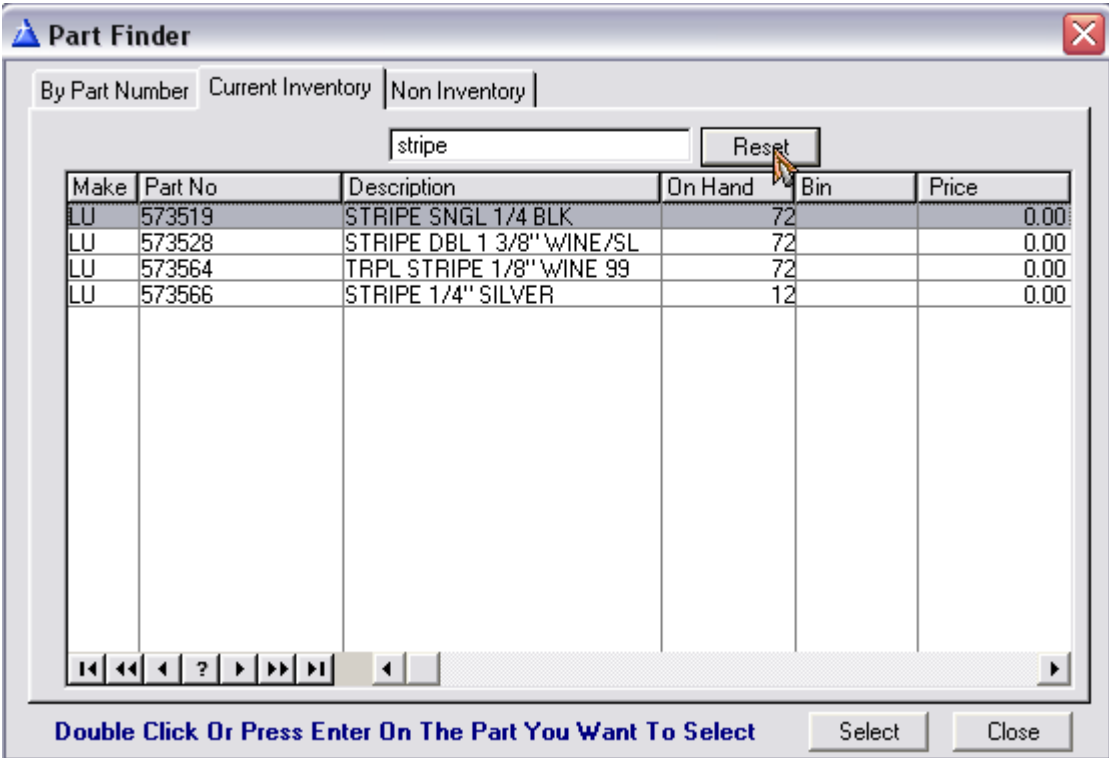 Part Finder
By Part Number Current Inventory Non Inventory
stripe Reset
Make Part No Description On Hand Bin Price
LU 573519 STRIPE SNGL 1/4 BLK 72 0.00
LU 573528 STRIPE DBL 1 3/8" WINE/SL 72 0.00
LU 573564 TRPL STRIPE 1/8" WINE 99 72 0.00
LU 573566 STRIPE 1/4" SILVER 12 0.00
?
Double Click Or Press Enter On The Part You Want To Select Select Close